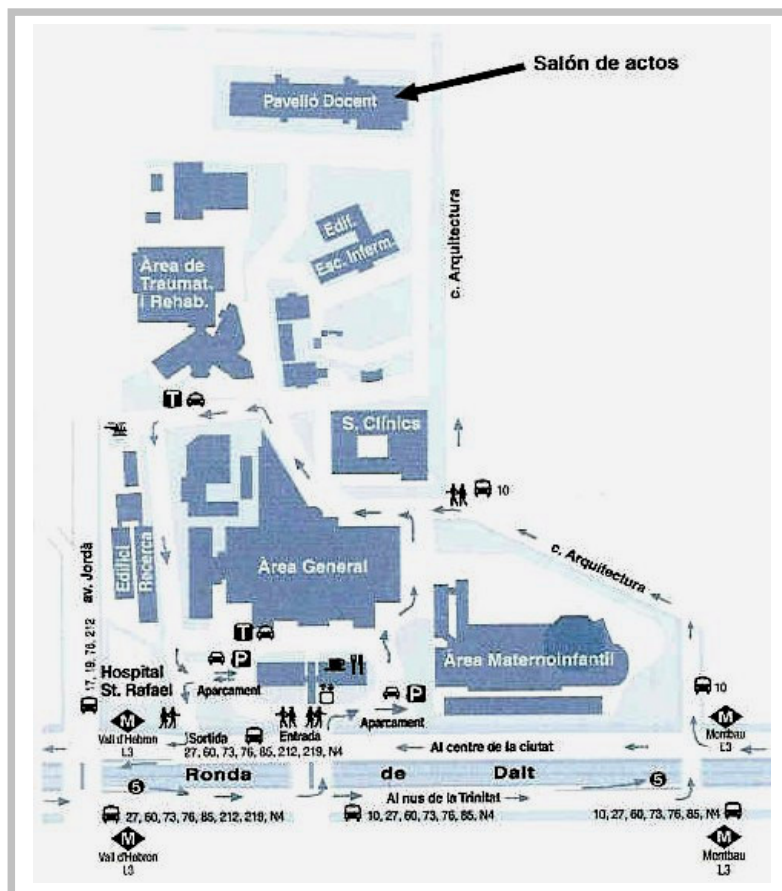 Salón de actos
Pavelló Docent
c. Arquitectura
Edif.
Esc. Inferm.
Àrea de
Traumat.
i Rehab.
T
S. Clínics
10
c. Arquitectura
Edifici
Recerca
Àrea General
av. Jordà
17, 19, 76, 212
T
Àrea Maternoinfantil
Hospital
St. Rafael
P
Aparcament
P
Aparcament
10
M
Vall d'Hebron
L3
Sortida
Entrada
27, 60, 73, 76, 85, 212, 219, N4
Al centre de la ciutat
M
Montbau
L3
Ronda de Dalt
5
5
Al nus de la Trinitat
27, 60, 73, 76, 85, 212, 219, N4
10, 27, 60, 73, 76, 85, N4
10, 27, 60, 73, 76, 85, N4
M
Vall d'Hebron
L3
M
Montbau
L3